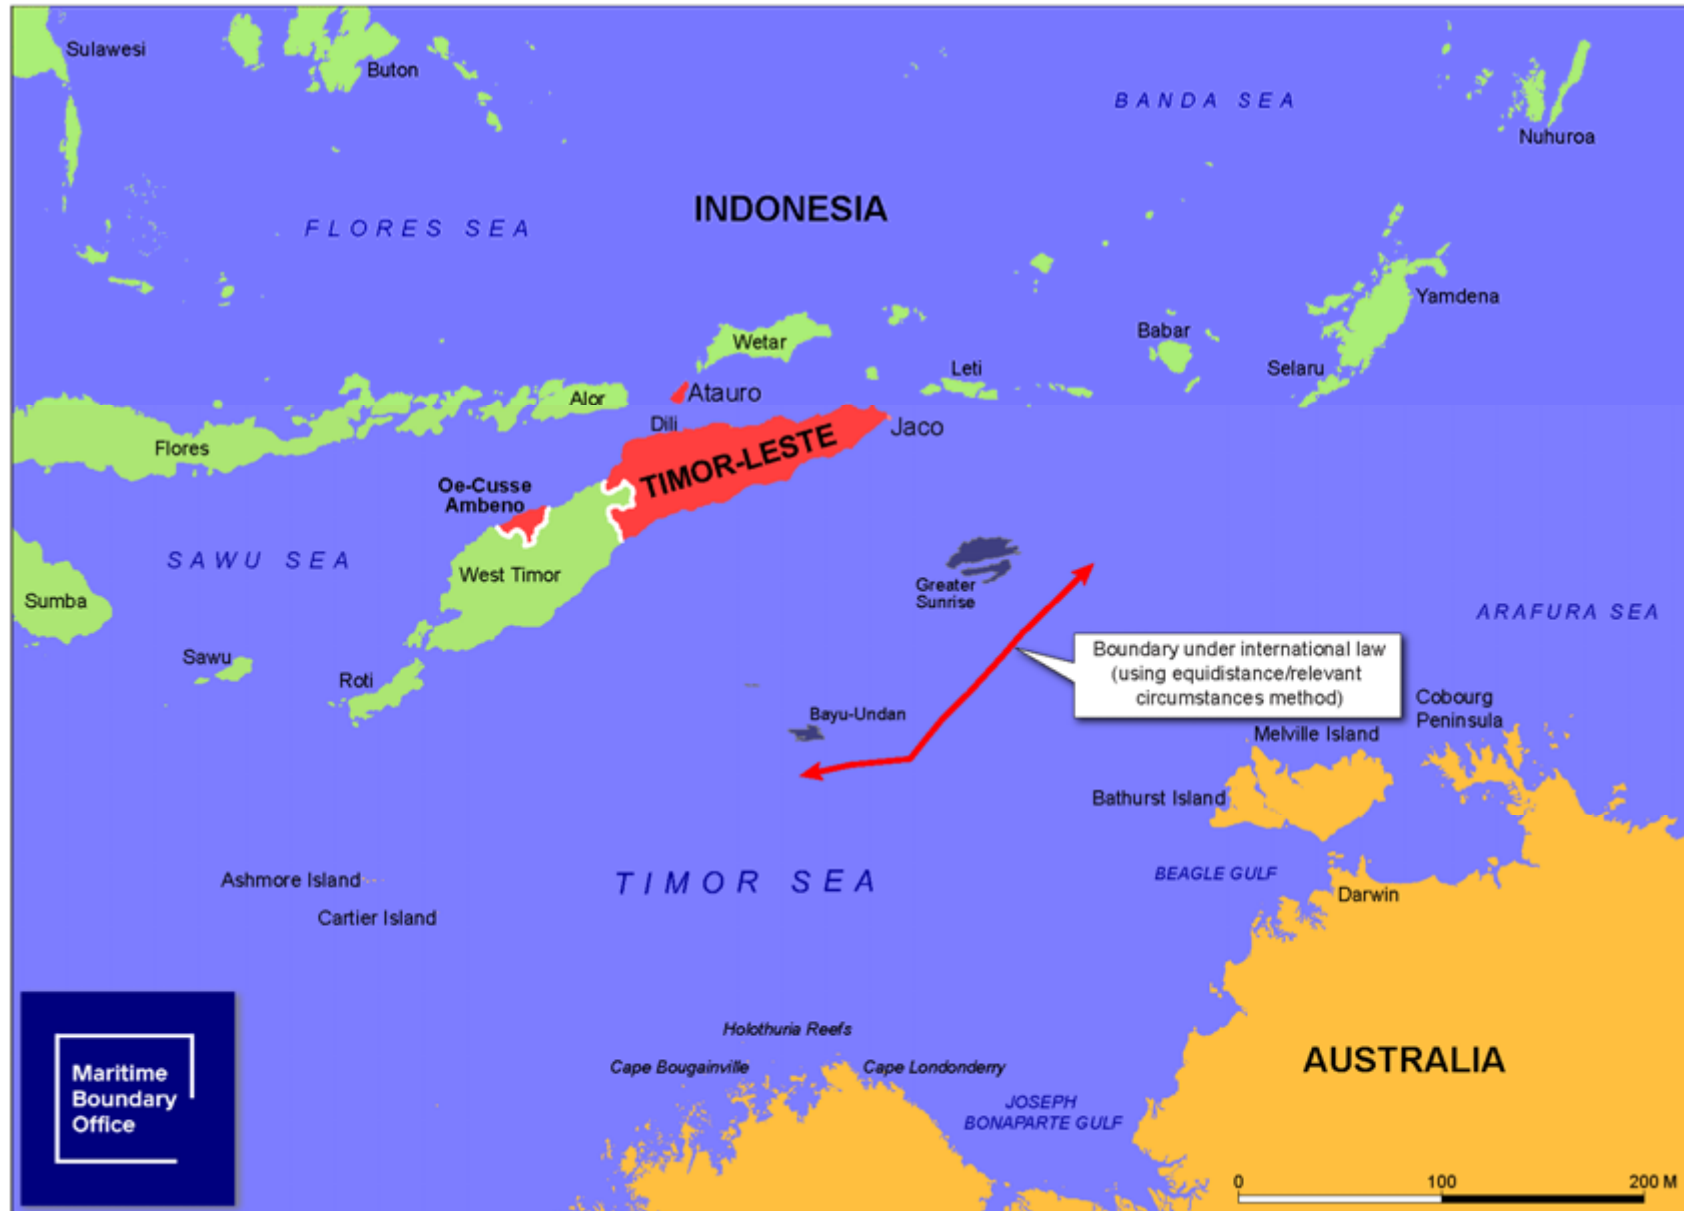 Sulawesi
Buton
BANDA SEA
Nuhuroa
INDONESIA
FLORES SEA
Yamdena
Babar
Wetar
Leti
Selaru
Alor
Atauro
Dili
Jaco
Flores
TIMOR-LESTE
Oe-Cusse
Ambeno
SAWU SEA
West Timor
Greater
Sunrise
Sumba
ARAFURA SEA
Boundary under international law
(using equidistance/relevant
circumstances method)
Sawu
Roti
Cobourg
Peninsula
Bayu-Undan
Melville Island
Bathurst Island
TIMOR SEA
BEAGLE GULF
Ashmore Island
Darwin
Cartier Island
Holothuria Reefs
Cape Bougainville
Cape Londonderry
AUSTRALIA
JOSEPH
BONAPARTE GULF
Maritime
Boundary
Office
0 100 200 M